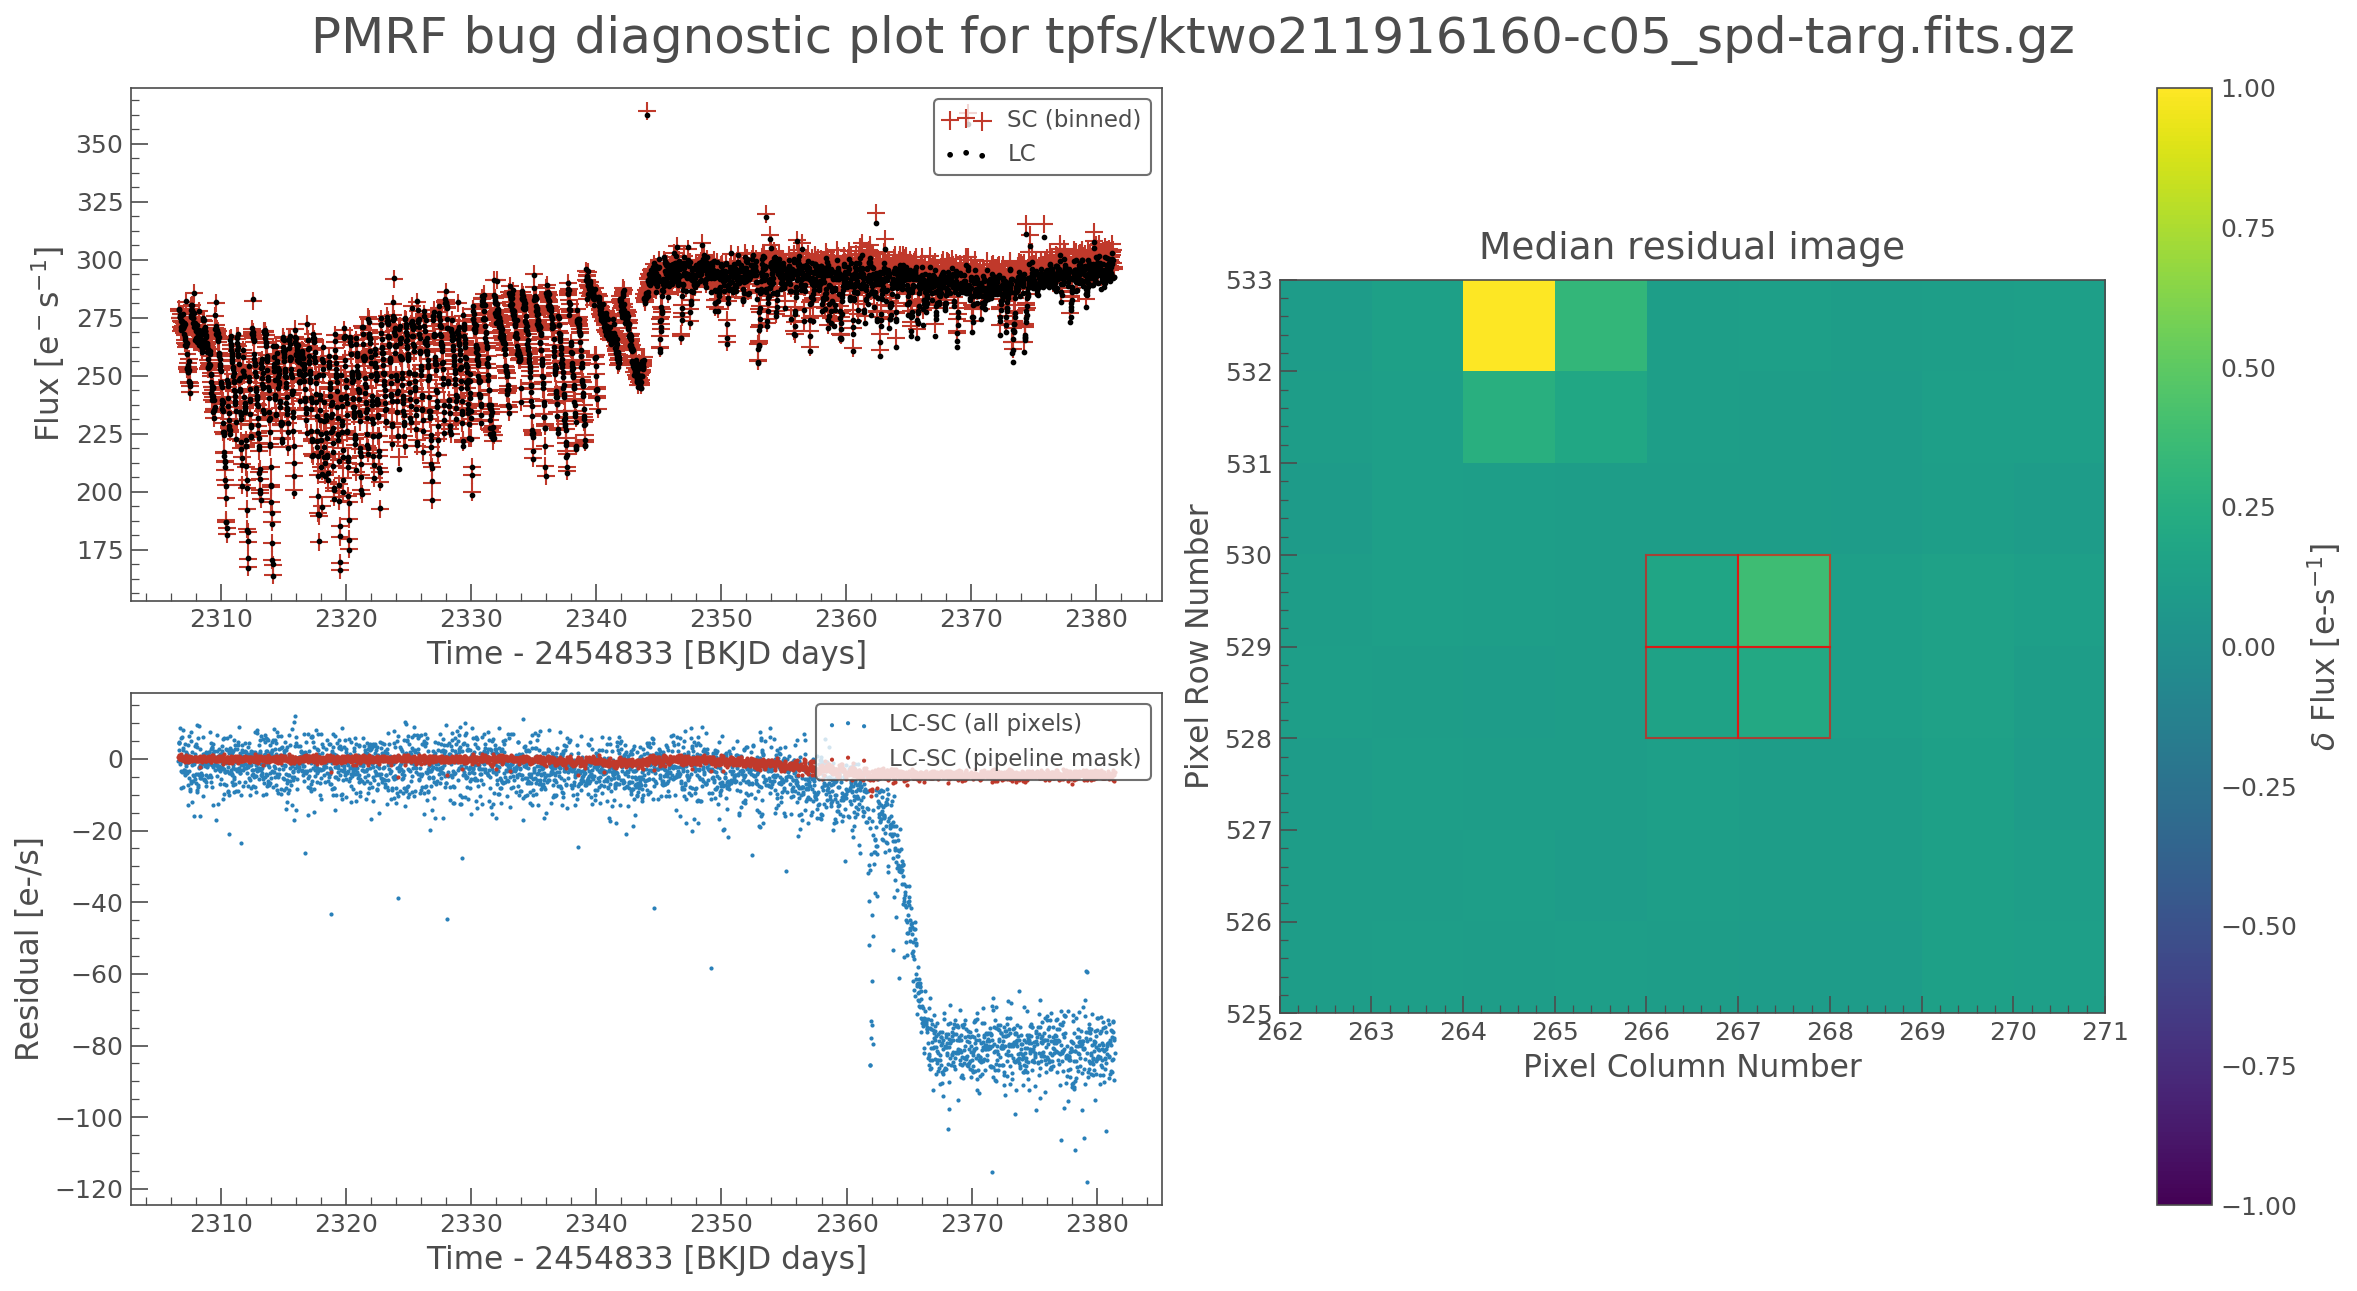 PMRF bug diagnostic plot for tpfs/ktwo211916160-c05_spd-targ.fits.gz
SC (binned)
LC
350
325
300
275
250
225
200
175
Flux [e⁻ s⁻¹]
2310 2320 2330 2340 2350 2360 2370 2380
Time - 2454833 [BKJD days]
LC-SC (all pixels)
LC-SC (pipeline mask)
0
−20
−40
−60
−80
−100
−120
Residual [e-/s]
2310 2320 2330 2340 2350 2360 2370 2380
Time - 2454833 [BKJD days]
Median residual image
533
532
531
530
529
528
527
526
525
Pixel Row Number
262 263 264 265 266 267 268 269 270 271
Pixel Column Number
1.00
0.75
0.50
0.25
0.00
−0.25
−0.50
−0.75
−1.00
δ Flux [e-s⁻¹]